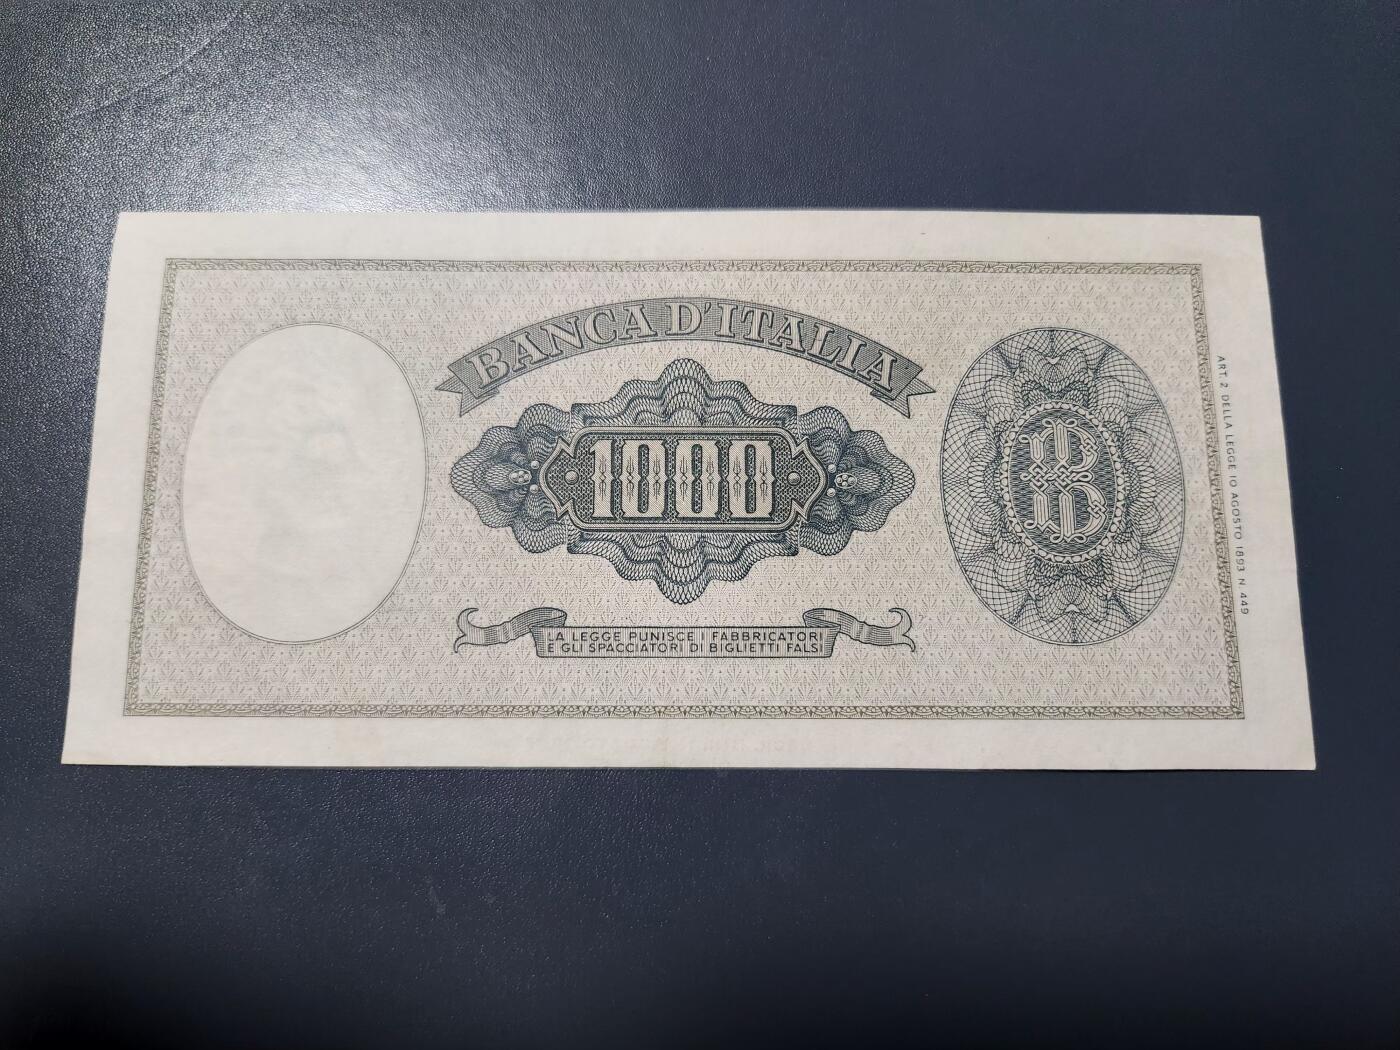 BANCA D'ITALIA
1000
B
LA LEGGE PUNISCE I FABBRICATORI
E GLI SPACCIATORI DI BIGLIETTI FALSI
ART. 2 DELLA LEGGE 10 AGOSTO 1893 N. 449